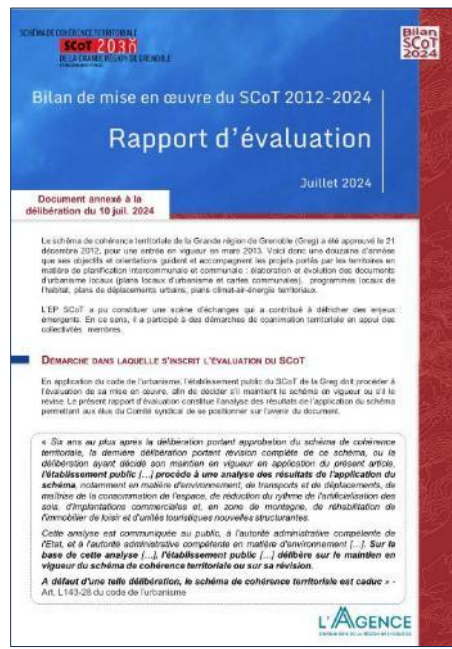 SCHÉMA DE COHÉRENCE TERRITORIALE
SCoT 2030
DE LA GRANDE RÉGION DE GRENOBLE
Bilan
SCoT
2024
Bilan de mise en œuvre du SCoT 2012-2024
Rapport d'évaluation
Juillet 2024
Document annexé à la
délibération du 10 juil. 2024
Le schéma de cohérence territoriale de la Grande région de Grenoble (Greg) a été approuvé le 21
décembre 2012, pour une entrée en vigueur en mars 2013. Voici donc une douzaine d'années
que ses objectifs et orientations guident et accompagnent les projets portés par les territoires en
matière de planification intercommunale et communale : élaboration et évolution des documents
d'urbanisme locaux (plans locaux d'urbanisme et cartes communales), programmes locaux de
l'habitat, plans de déplacements urbains, plans climat-air-énergie territoriaux.
L'EP SCoT a pu constituer une scène d'échanges qui a contribué à défricher des enjeux
émergents. En ce sens, il a participé à des démarches de coanimation territoriale en appui des
collectivités membres.
DÉMARCHE DANS LAQUELLE S'INSCRIT L'ÉVALUATION DU SCOT
En application du code de l'urbanisme, l'établissement public du SCoT de la Greg doit procéder à
l'évaluation de sa mise en œuvre, afin de décider s'il maintient le schéma en vigueur ou s'il le
révise. Le présent rapport d'évaluation constitue l'analyse des résultats de l'application du schéma
permettant aux élus du Comité syndical de se positionner sur l'avenir du document.
« Six ans au plus après la délibération portant approbation du schéma de cohérence
territoriale, la dernière délibération portant révision complète de ce schéma, ou la
délibération ayant décidé son maintien en vigueur en application du présent article,
l'établissement public [...] procède à une analyse des résultats de l'application du
schéma, notamment en matière d'environnement, de transports et de déplacements, de
maîtrise de la consommation de l'espace, de réduction du rythme de l'artificialisation des
sols, d'implantations commerciales et, en zone de montagne, de réhabilitation de
l'immobilier de loisir et d'unités touristiques nouvelles structurantes.
Cette analyse est communiquée au public, à l'autorité administrative compétente de
l'Etat, et à l'autorité administrative compétente en matière d'environnement [...]. Sur la
base de cette analyse [...], l'établissement public [...] délibère sur le maintien en
vigueur du schéma de cohérence territoriale ou sur sa révision.
A défaut d'une telle délibération, le schéma de cohérence territoriale est caduc » -
Art. L143-28 du code de l'urbanisme
L'AGENCE
D'URBANISME DE LA RÉGION GRENOBLOISE